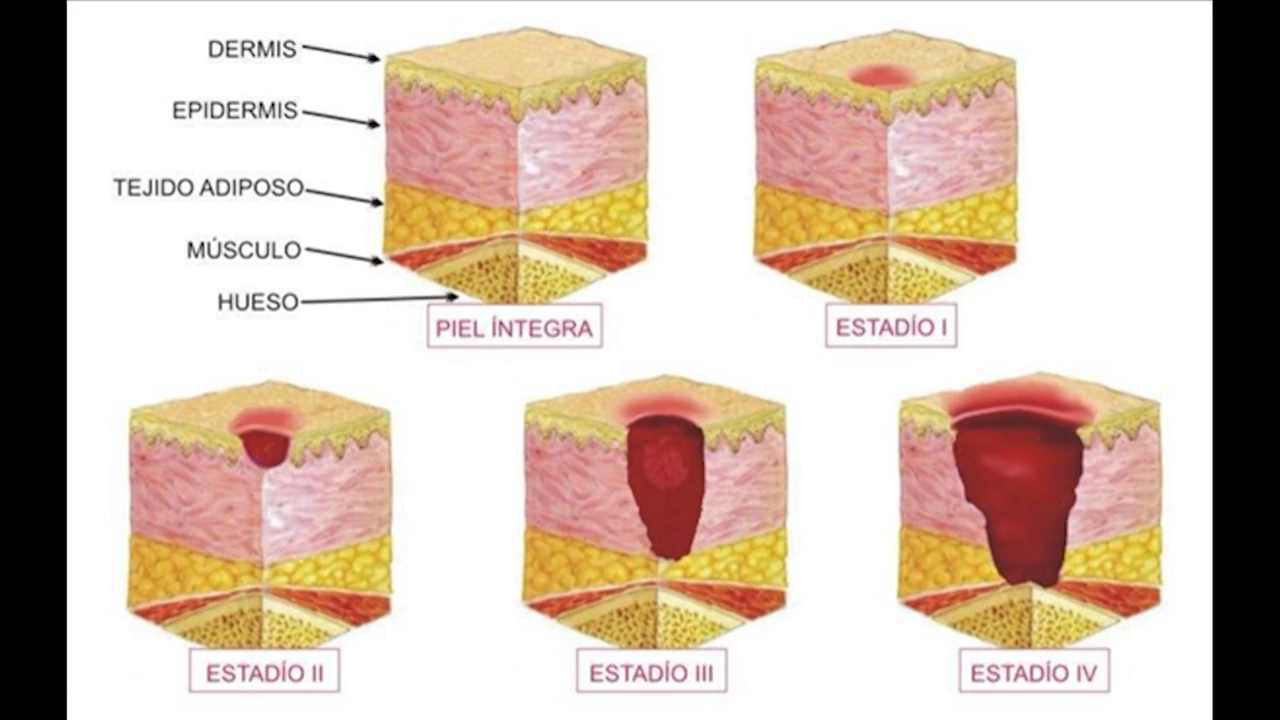 DERMIS
EPIDERMIS
TEJIDO ADIPOSO
MÚSCULO
HUESO
PIEL ÍNTEGRA
ESTADÍO I
ESTADÍO II
ESTADÍO III
ESTADÍO IV